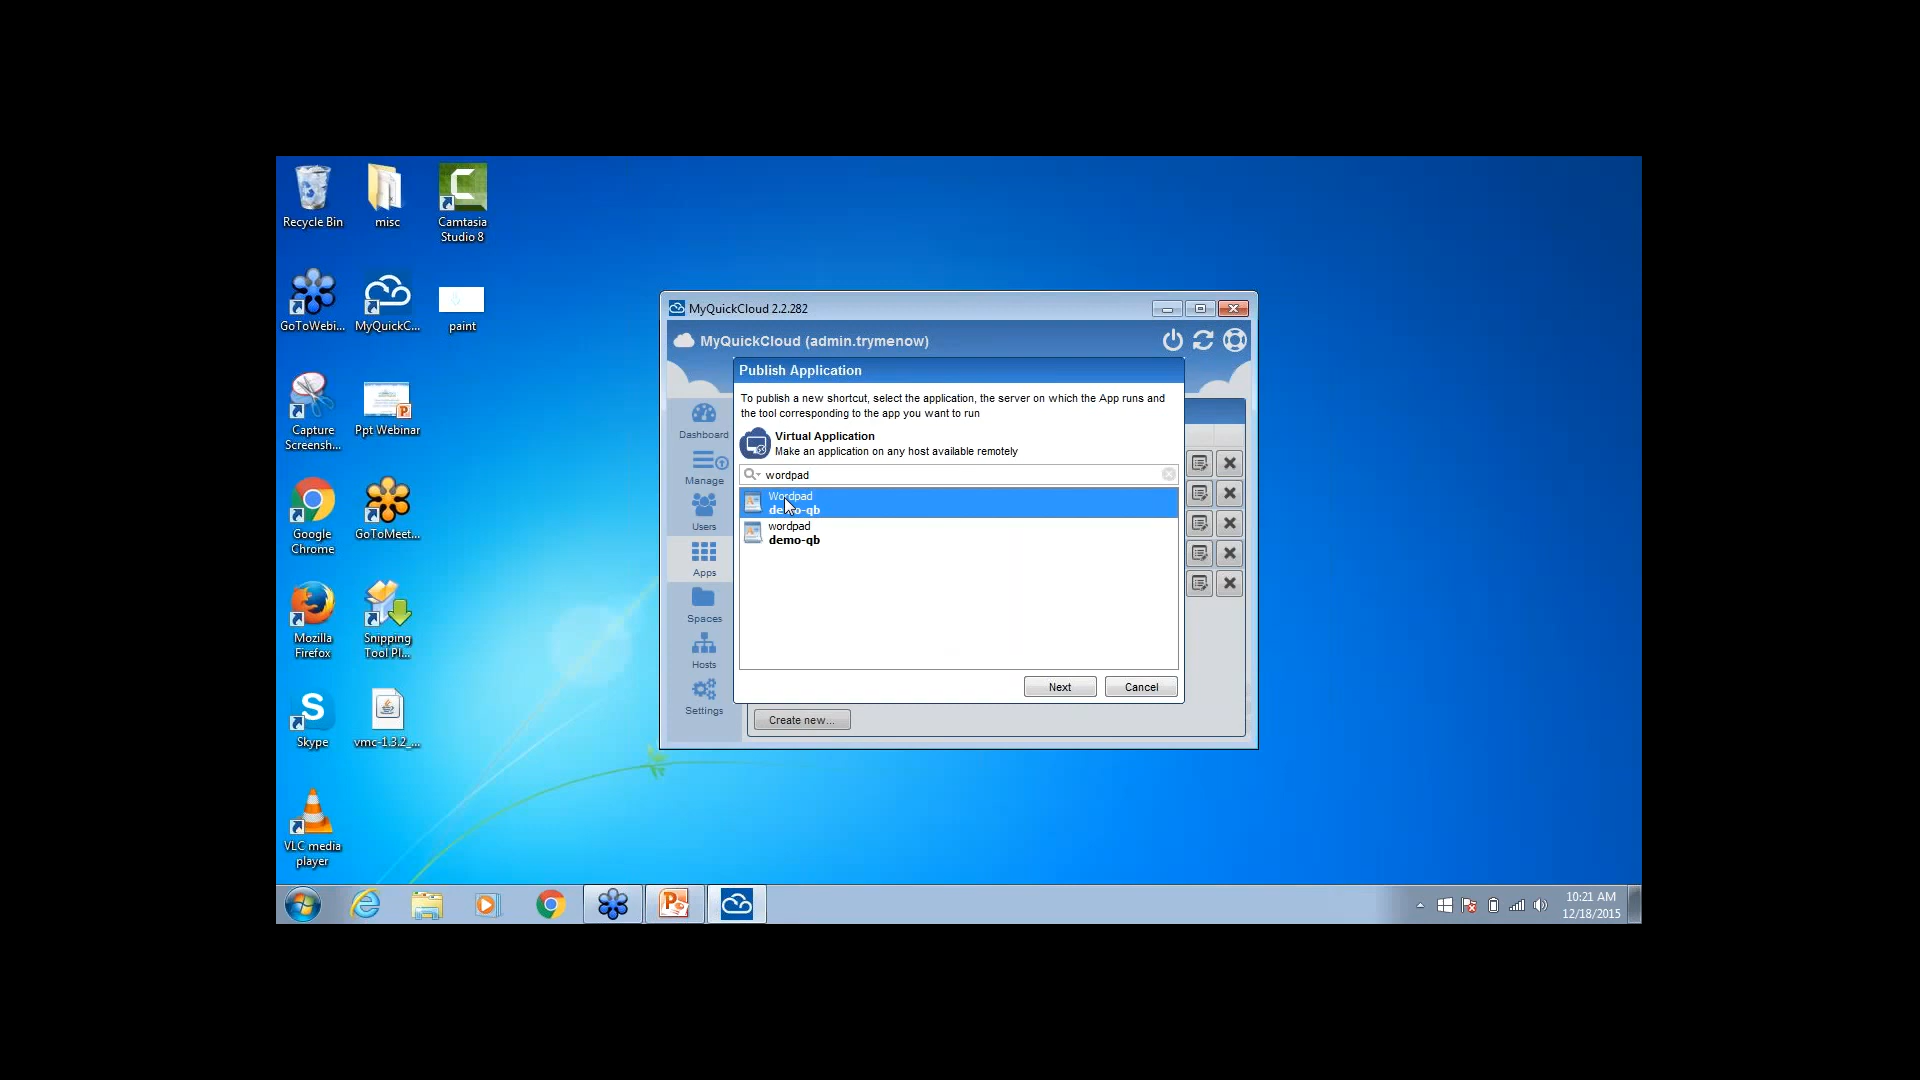 Recycle Bin
misc
Camtasia
Studio 8
GoToWebi...
MyQuickC...
paint
Capture
Screensh...
Ppt Webinar
Google
Chrome
GoToMeet...
Mozilla
Firefox
Snipping
Tool Pl...
Skype
vmc-1.3.2_...
VLC media
player
MyQuickCloud 2.2.282
MyQuickCloud (admin.trymenow)
Publish Application
To publish a new shortcut, select the application, the server on which the App runs and
the tool corresponding to the app you want to run
Virtual Application
Make an application on any host available remotely
wordpad
Wordpad
demo-qb
wordpad
demo-qb
Next
Cancel
Create new...
Dashboard
Manage
Users
Apps
Spaces
Hosts
Settings
10:21 AM
12/18/2015